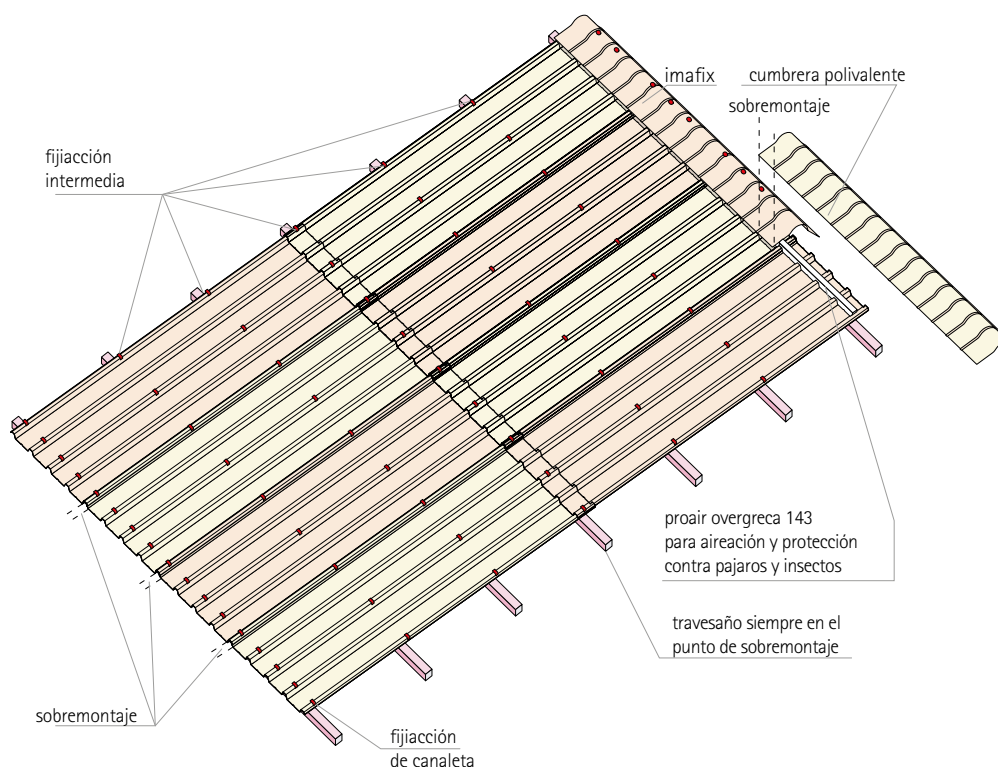 imafix
cumbrera polivalente
sobremontaje
fijiacción
intermedia
proair overgreca 143
para aireación y protección
contra pajaros y insectos
travesaño siempre en el
punto de sobremontaje
sobremontaje
fijiacción
de canaleta